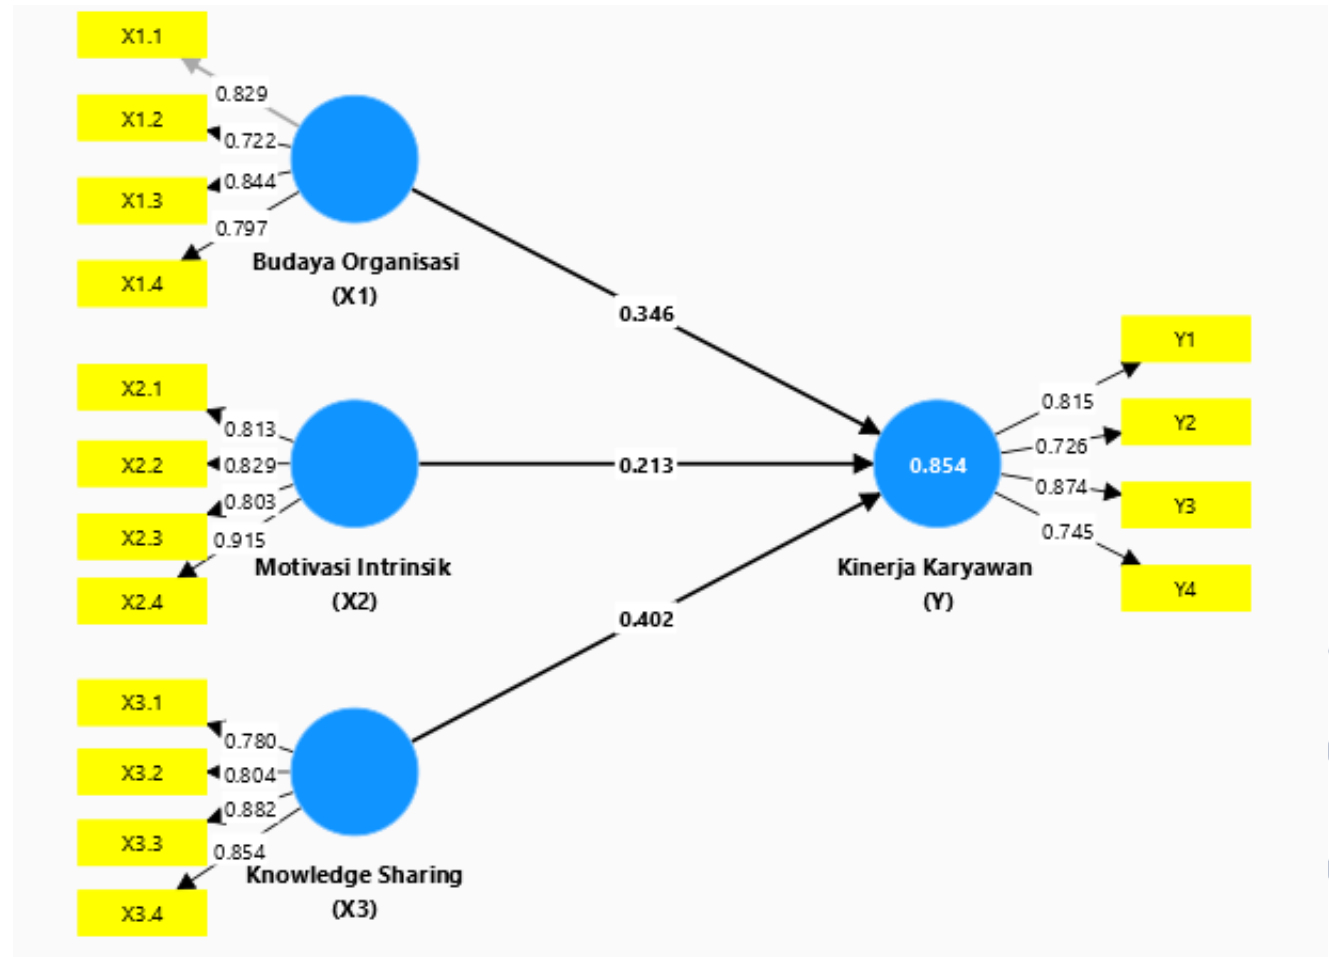 X1.1
0.829
X1.2
0.722
0.844
X1.3
0.797
X1.4
Budaya Organisasi
(X1)
0.346
X2.1
0.813
X2.2
0.829
0.803
X2.3
0.915
X2.4
Motivasi Intrinsik
(X2)
0.213
X3.1
0.780
X3.2
0.804
0.882
X3.3
0.854
X3.4
Knowledge Sharing
(X3)
0.402
0.854
Kinerja Karyawan
(Y)
Y1
0.815
Y2
0.726
0.874
Y3
0.745
Y4